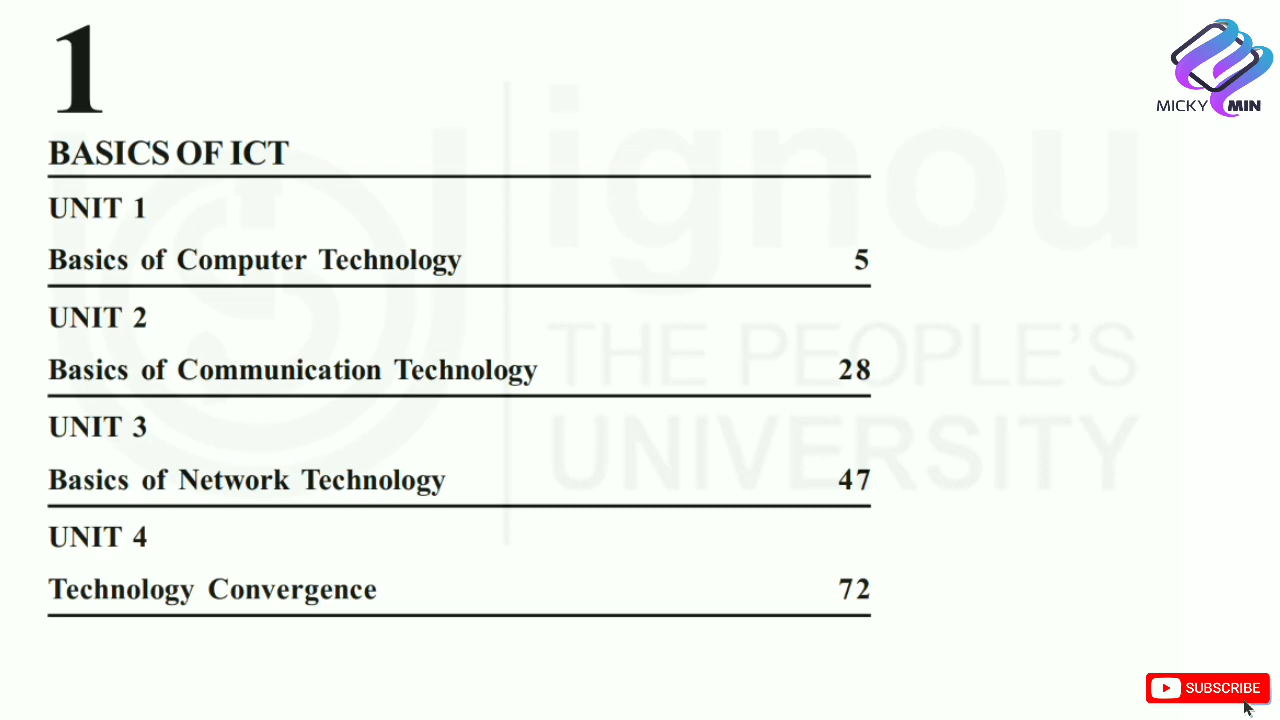 1
BASICS OF ICT
UNIT 1
Basics of Computer Technology 5
UNIT 2
Basics of Communication Technology 28
UNIT 3
Basics of Network Technology 47
UNIT 4
Technology Convergence 72
ignou
THE PEOPLE'S
UNIVERSITY
MICKY MIN
SUBSCRIBE